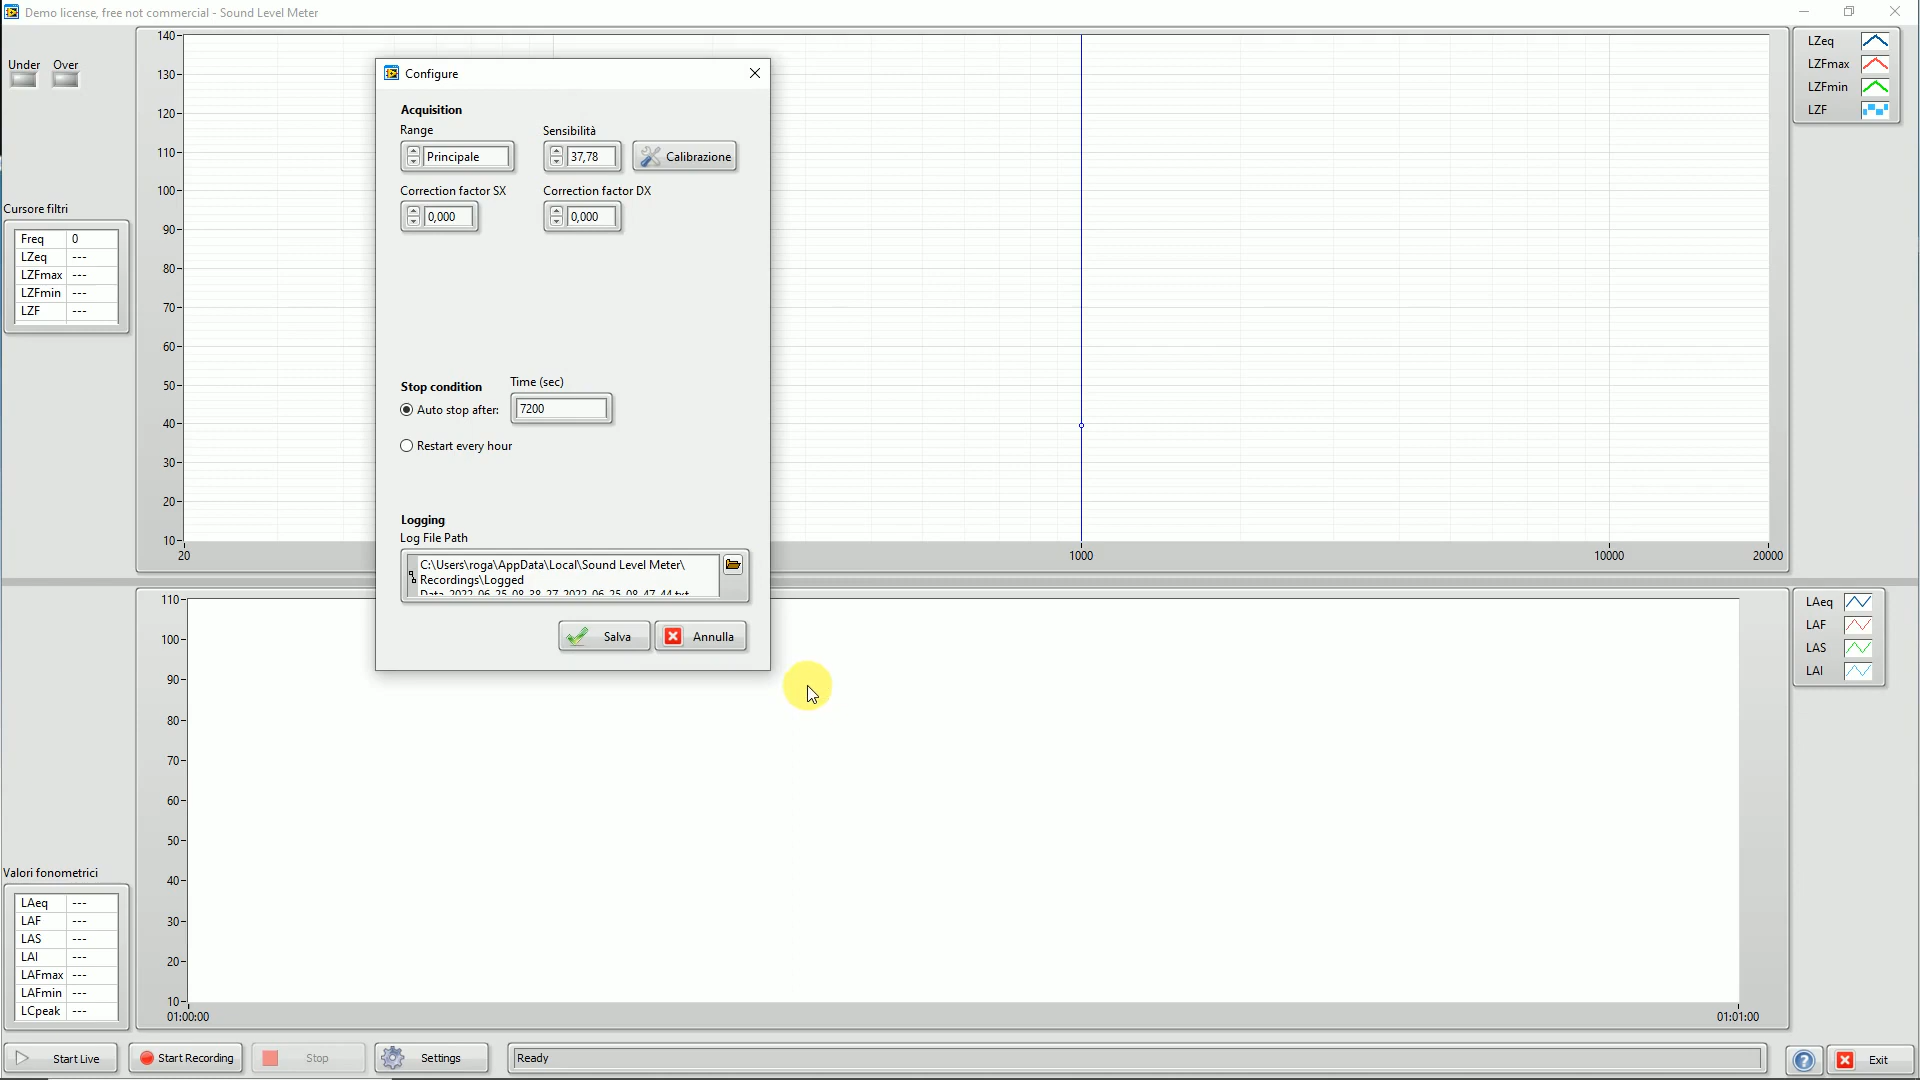 Demo license, free not commercial - Sound Level Meter
Under Over
Cursore filtri
Freq 0
LZeq ---
LZFmax ---
LZFmin ---
LZF ---
140
130
120
110
100
90
80
70
60
50
40
30
20
10
20 1000 10000 20000
LZeq
LZFmax
LZFmin
LZF
Configure
Acquisition
Range Sensibilità
Principale 37,78 Calibrazione
Correction factor SX Correction factor DX
0,000 0,000
Stop condition Time (sec)
Auto stop after: 7200
Restart every hour
Logging
Log File Path
C:\Users\roga\AppData\Local\Sound Level Meter\
Recordings\Logged
Data_2022_06_25_08_38_27_2022_06_25_08_47_44.txt
Salva Annulla
110
100
90
80
70
60
50
40
30
20
10
01:00:00 01:01:00
LAeq
LAF
LAS
LAI
Valori fonometrici
LAeq ---
LAF ---
LAS ---
LAI ---
LAFmax ---
LAFmin ---
LCpeak ---
Start Live Start Recording Stop Settings Ready ? Exit